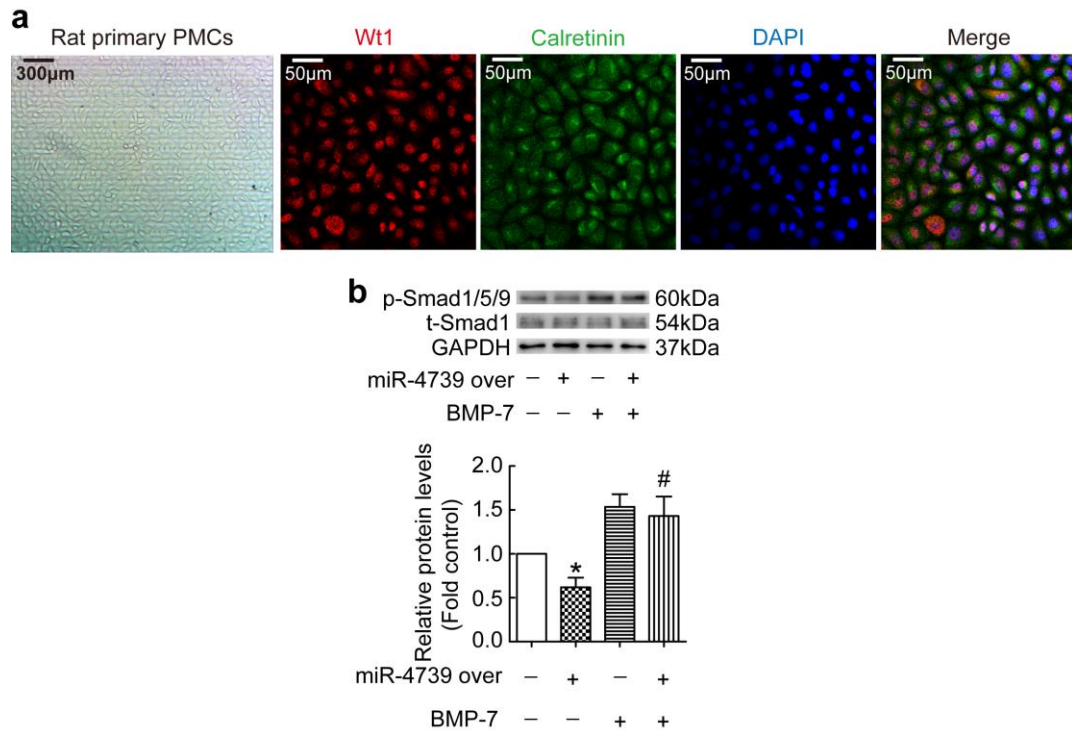 a
Rat primary PMCs Wt1 Calretinin DAPI Merge
300μm 50μm 50μm 50μm 50μm
b
p-Smad1/5/9 60kDa
t-Smad1 54kDa
GAPDH 37kDa
miR-4739 over − + − +
BMP-7 − − + +
Relative protein levels
(Fold control)
2.0
1.5
1.0
0.5
0.0
* #
miR-4739 over − + − +
BMP-7 − − + +